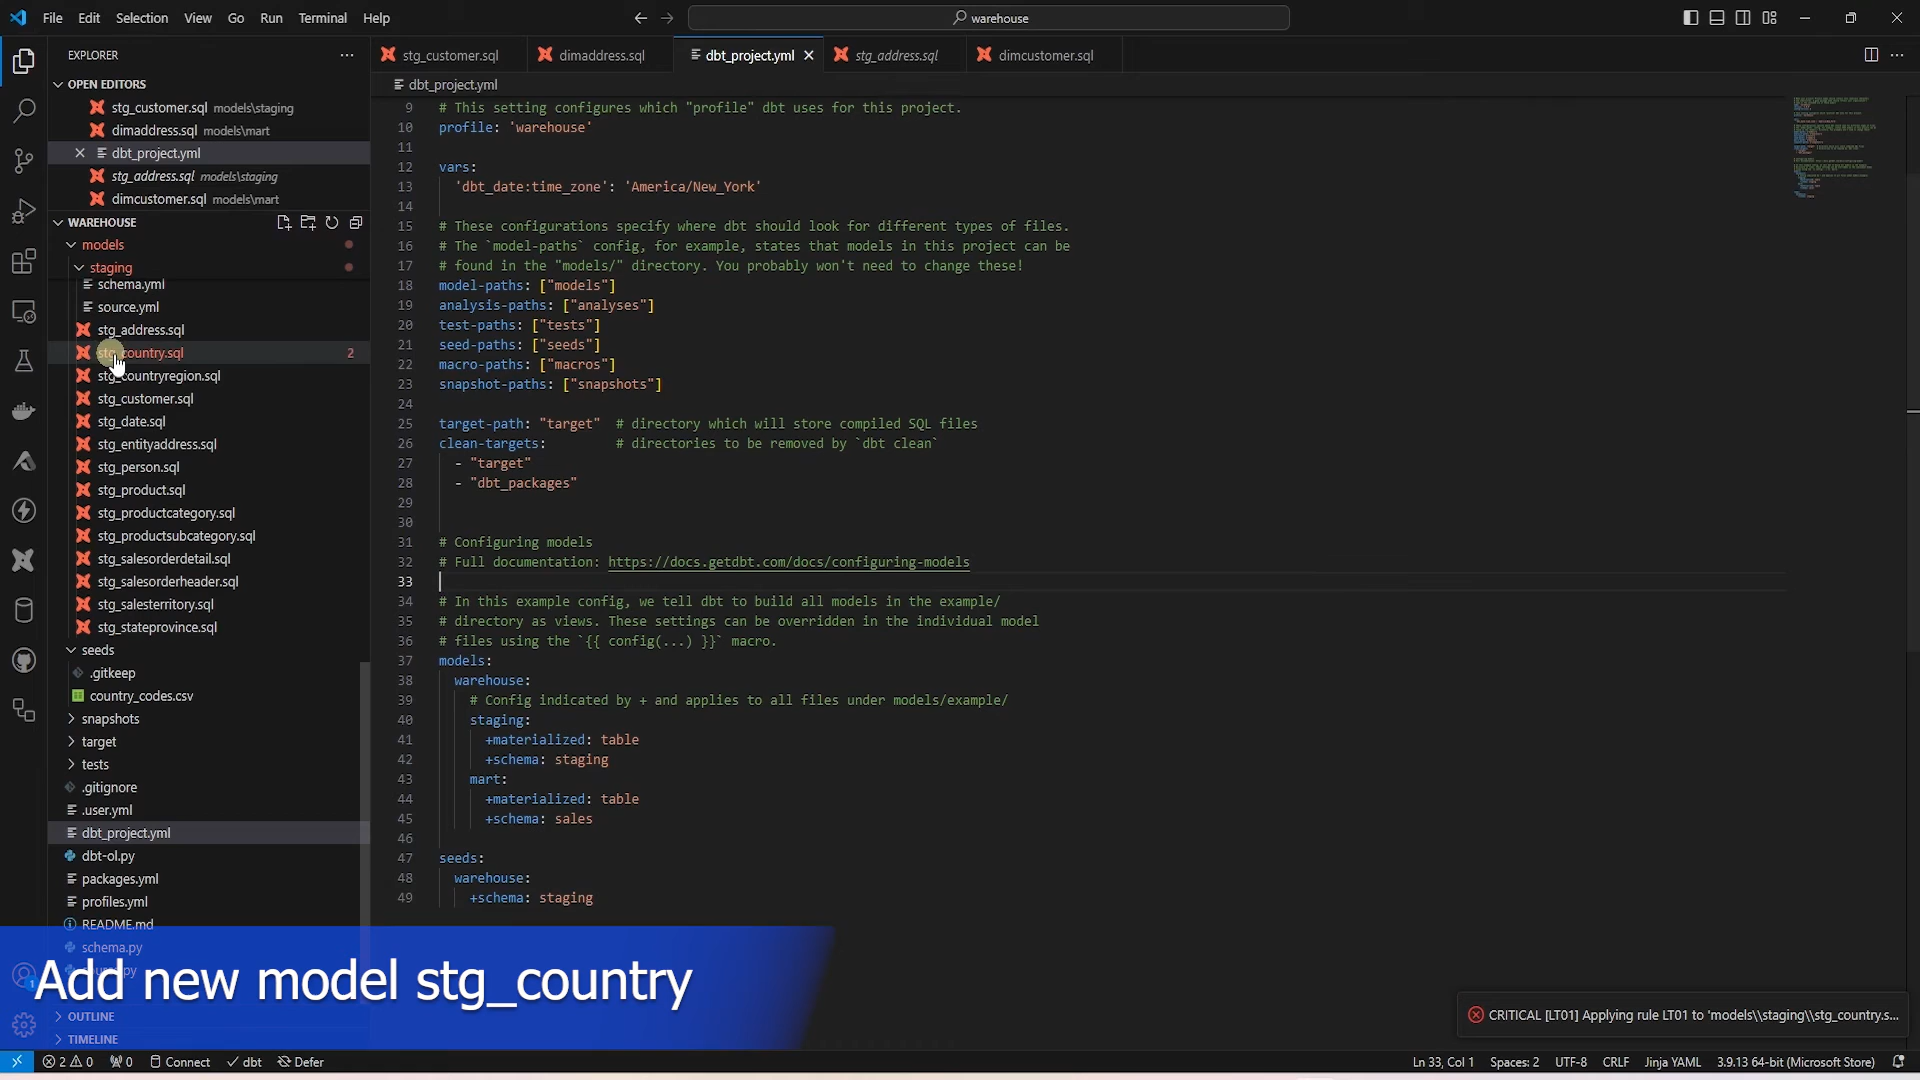 File Edit Selection View Go Run Terminal Help
warehouse
EXPLORER
OPEN EDITORS
stg_customer.sql models\staging
dimaddress.sql models\mart
dbt_project.yml
stg_address.sql models\staging
dimcustomer.sql models\mart
WAREHOUSE
models
staging
schema.yml
source.yml
stg_address.sql
stg_country.sql 2
stg_countryregion.sql
stg_customer.sql
stg_date.sql
stg_entityaddress.sql
stg_person.sql
stg_product.sql
stg_productcategory.sql
stg_productsubcategory.sql
stg_salesorderdetail.sql
stg_salesorderheader.sql
stg_salesterritory.sql
stg_stateprovince.sql
seeds
.gitkeep
country_codes.csv
snapshots
target
tests
.gitignore
.user.yml
dbt_project.yml
dbt-ol.py
packages.yml
profiles.yml
README.md
schema.py
OUTLINE
TIMELINE
stg_customer.sql dimaddress.sql dbt_project.yml stg_address.sql dimcustomer.sql
dbt_project.yml
9 # This setting configures which "profile" dbt uses for this project.
10 profile: 'warehouse'
11
12 vars:
13 'dbt_date:time_zone': 'America/New_York'
14
15 # These configurations specify where dbt should look for different types of files.
16 # The `model-paths` config, for example, states that models in this project can be
17 # found in the "models/" directory. You probably won't need to change these!
18 model-paths: ["models"]
19 analysis-paths: ["analyses"]
20 test-paths: ["tests"]
21 seed-paths: ["seeds"]
22 macro-paths: ["macros"]
23 snapshot-paths: ["snapshots"]
24
25 target-path: "target" # directory which will store compiled SQL files
26 clean-targets: # directories to be removed by `dbt clean`
27 - "target"
28 - "dbt_packages"
29
30
31 # Configuring models
32 # Full documentation: https://docs.getdbt.com/docs/configuring-models
33
34 # In this example config, we tell dbt to build all models in the example/
35 # directory as views. These settings can be overridden in the individual model
36 # files using the `{{ config(...) }}` macro.
37 models:
38 warehouse:
39 # Config indicated by + and applies to all files under models/example/
40 staging:
41 +materialized: table
42 +schema: staging
43 mart:
44 +materialized: table
45 +schema: sales
46
47 seeds:
48 warehouse:
49 +schema: staging
Add new model stg_country
CRITICAL [LT01] Applying rule LT01 to 'models\\staging\\stg_country.s...
2 0 0 Connect dbt Defer
Ln 33, Col 1 Spaces: 2 UTF-8 CRLF Jinja YAML 3.9.13 64-bit (Microsoft Store)